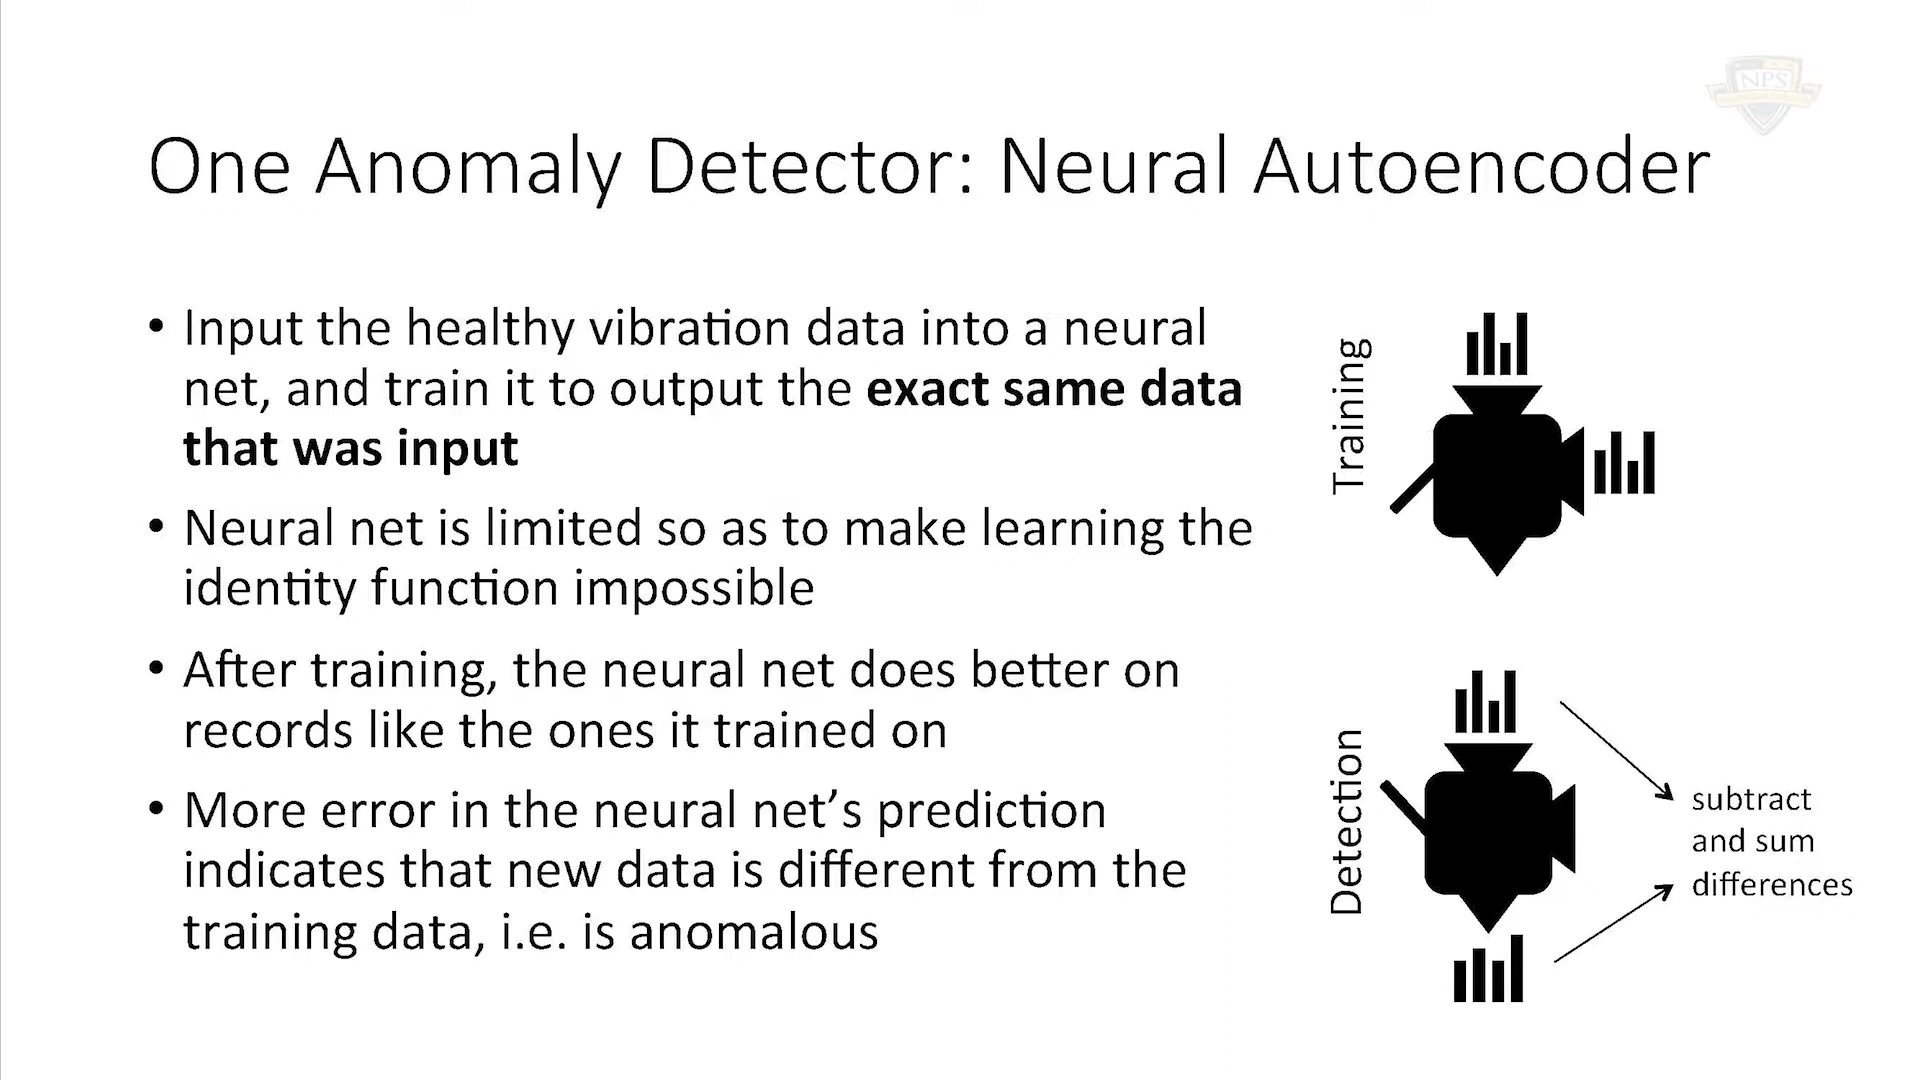 NPS
One Anomaly Detector: Neural Autoencoder
• Input the healthy vibration data into a neural
net, and train it to output the exact same data
that was input
• Neural net is limited so as to make learning the
identity function impossible
• After training, the neural net does better on
records like the ones it trained on
• More error in the neural net’s prediction
indicates that new data is different from the
training data, i.e. is anomalous
Training
Detection
subtract
and sum
differences